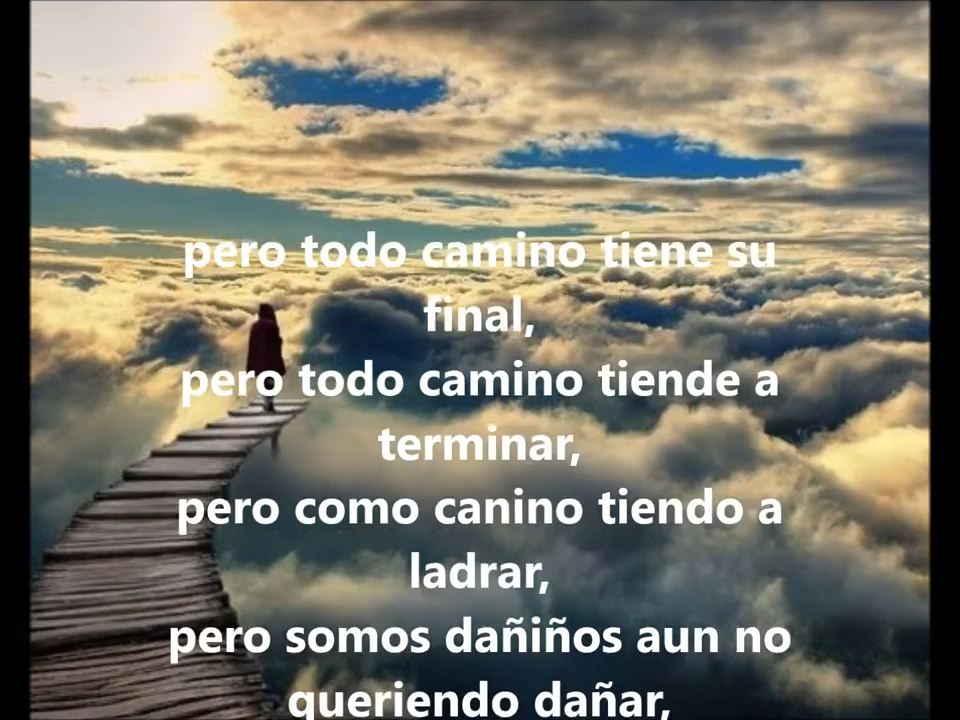 pero todo camino tiene su
final,
pero todo camino tiende a
terminar,
pero como canino tiendo a
ladrar,
pero somos dañiños aun no
queriendo dañar,